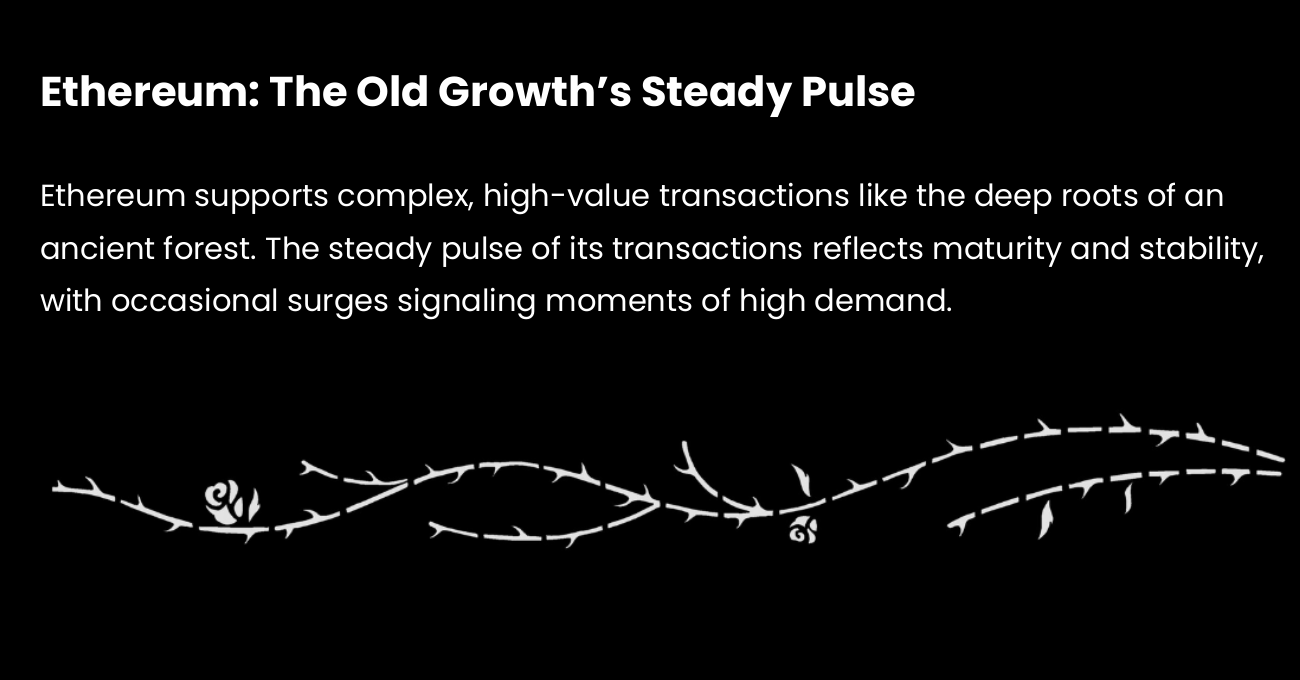 Ethereum: The Old Growth’s Steady Pulse
Ethereum supports complex, high-value transactions like the deep roots of an
ancient forest. The steady pulse of its transactions reflects maturity and stability,
with occasional surges signaling moments of high demand.